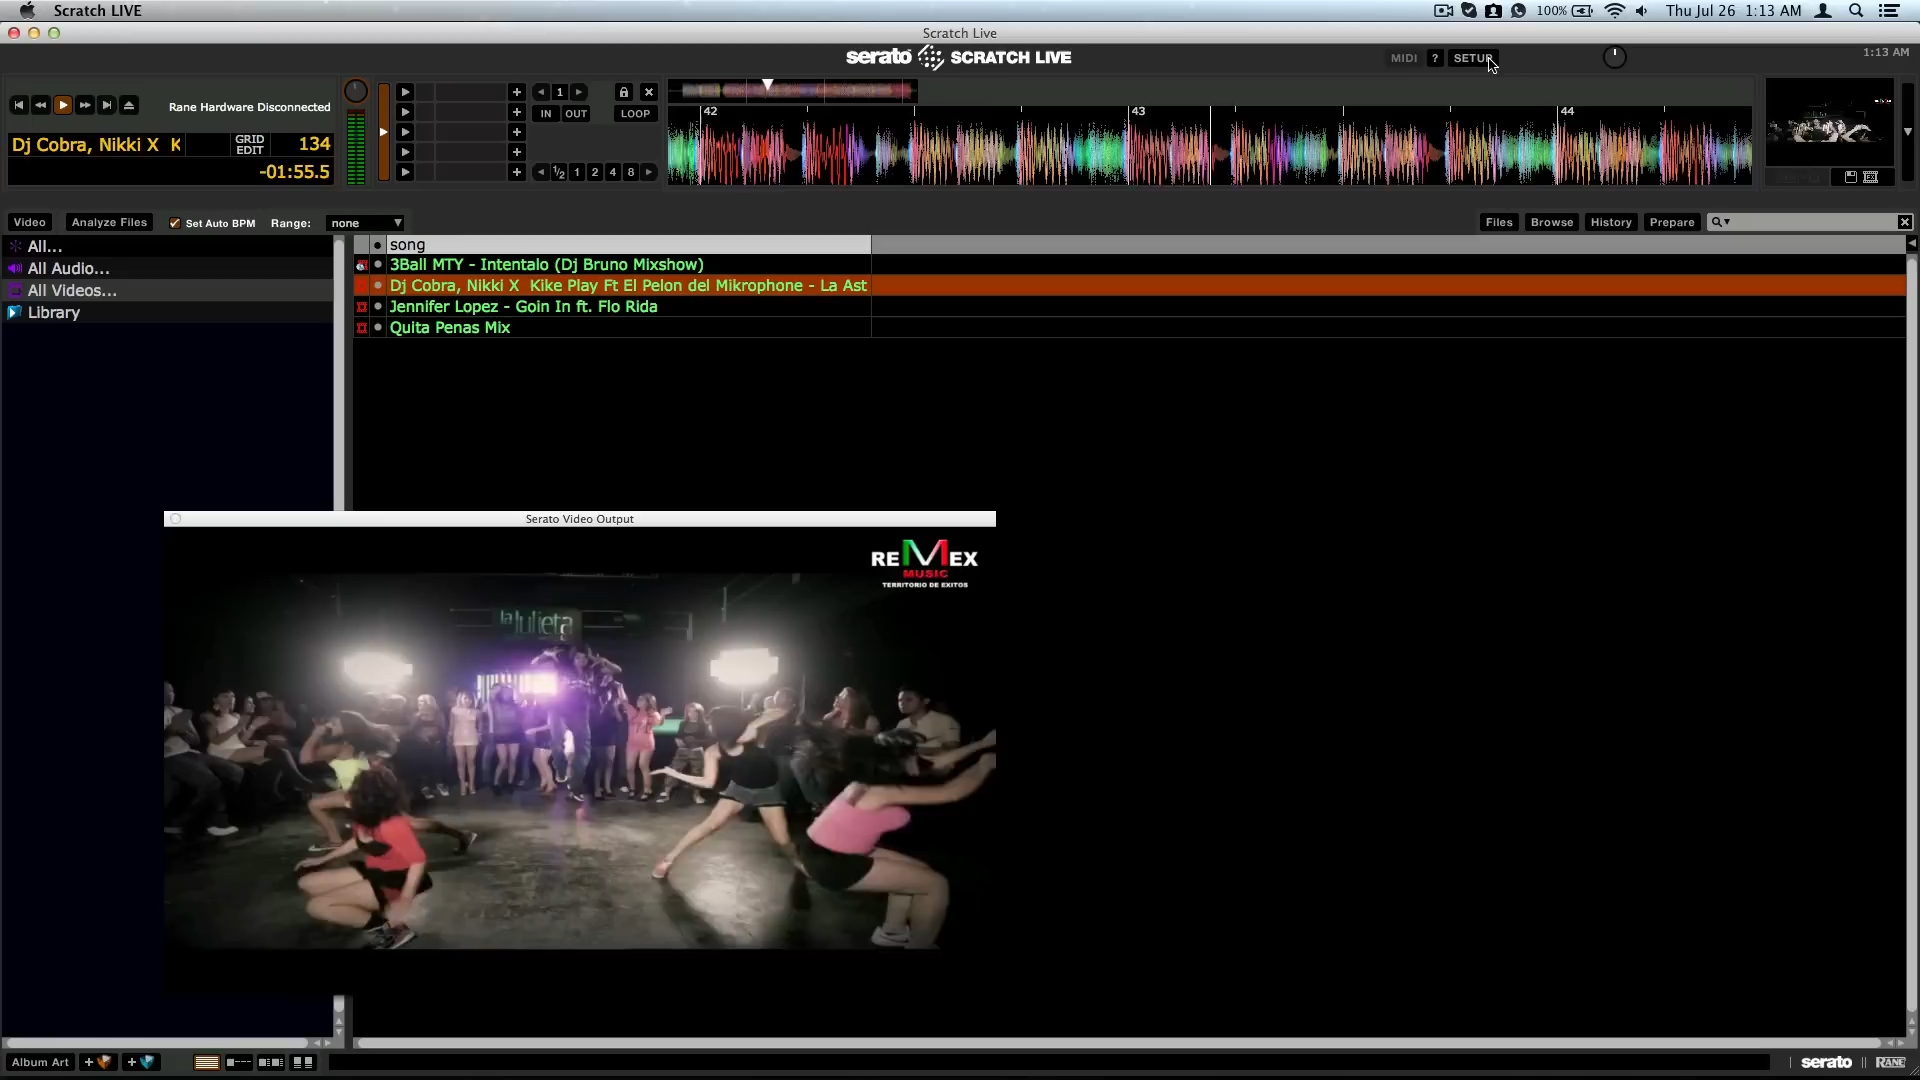 Scratch LIVE
100%
Thu Jul 26 1:13 AM
Scratch Live
serato SCRATCH LIVE
MIDI ? SETUP
1:13 AM
Rane Hardware Disconnected
Dj Cobra, Nikki X K
GRID EDIT
134
-01:55.5
1
IN OUT LOOP
½ 1 2 4 8
42
43
44
Video
Analyze Files
Set Auto BPM
Range: none
Files
Browse
History
Prepare
All...
All Audio...
All Videos...
Library
song
3Ball MTY - Intentalo (Dj Bruno Mixshow)
Dj Cobra, Nikki X Kike Play Ft El Pelon del Mikrophone - La Ast
Jennifer Lopez - Goin In ft. Flo Rida
Quita Penas Mix
Serato Video Output
REMEX
MUSIC
TERRITORIO DE EXITOS
la Julieta
Album Art
serato
RANE